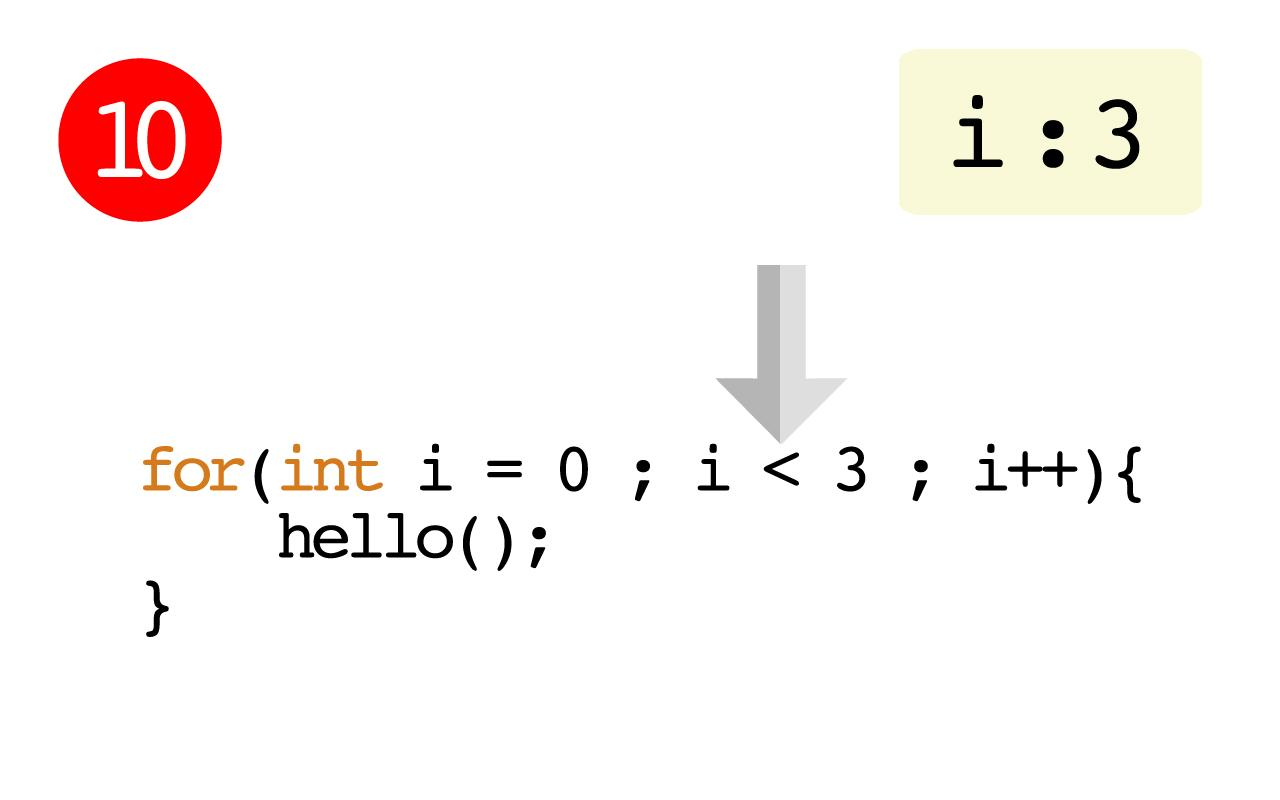 10
i:3
for(int i = 0 ; i < 3 ; i++){
    hello();
}